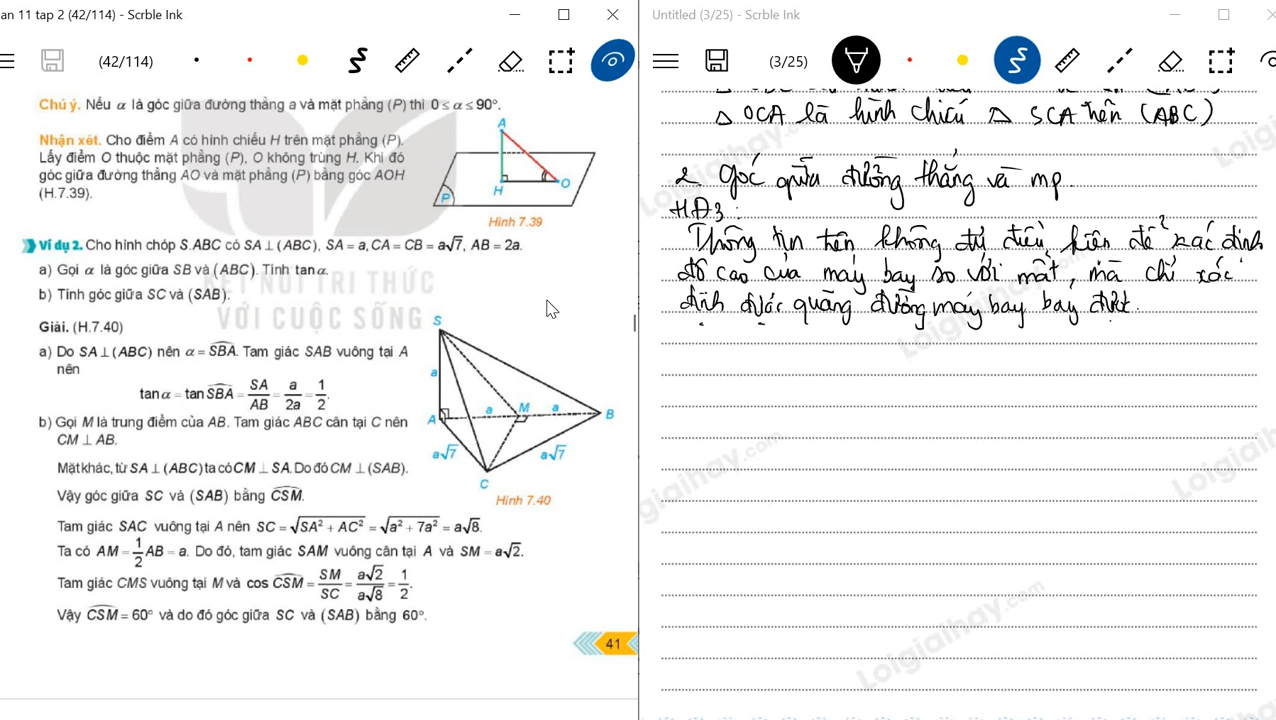 an 11 tap 2 (42/114) - Scrble Ink
(42/114)
Chú ý. Nếu α là góc giữa đường thẳng a và mặt phẳng (P) thì 0 ≤ α ≤ 90°.
Nhận xét. Cho điểm A có hình chiếu H trên mặt phẳng (P).
Lấy điểm O thuộc mặt phẳng (P), O không trùng H. Khi đó
góc giữa đường thẳng AO và mặt phẳng (P) bằng góc AOH
(H.7.39).
A
H
O
P
Hình 7.39
Ví dụ 2. Cho hình chóp S.ABC có SA ⊥ (ABC), SA = a, CA = CB = a√7, AB = 2a.
a) Gọi α là góc giữa SB và (ABC). Tính tan α.
b) Tính góc giữa SC và (SAB).
KẾT NỐI TRI THỨC
VỚI CUỘC SỐNG
Giải. (H.7.40)
a) Do SA ⊥ (ABC) nên α = SBA. Tam giác SAB vuông tại A
nên
tan α = tan SBA = SA/AB = a/2a = 1/2.
b) Gọi M là trung điểm của AB. Tam giác ABC cân tại C nên
CM ⊥ AB.
Mặt khác, từ SA ⊥ (ABC) ta có CM ⊥ SA. Do đó CM ⊥ (SAB).
Vậy góc giữa SC và (SAB) bằng CSM.
S
a
A
a
M
a
B
a√7
a√7
C
Hình 7.40
Tam giác SAC vuông tại A nên SC = √(SA² + AC²) = √(a² + 7a²) = a√8.
Ta có AM = 1/2 AB = a. Do đó, tam giác SAM vuông cân tại A và SM = a√2.
Tam giác CMS vuông tại M và cos CSM = SM/SC = a√2/a√8 = 1/2.
Vậy CSM = 60° và do đó góc giữa SC và (SAB) bằng 60°.
41
Untitled (3/25) - Scrble Ink
(3/25)
Δ OCA là hình chiếu Δ SCA trên (ABC)
2. Góc giữa đường thẳng và mp.
HĐ3:
Thông tin trên không đủ điều kiện để xác định
độ cao của máy bay so với mặt, mà chỉ xác
định được quãng đường máy bay bay được.
Loigiaihay.com
Loigiaihay.com
Loigiaihay.com